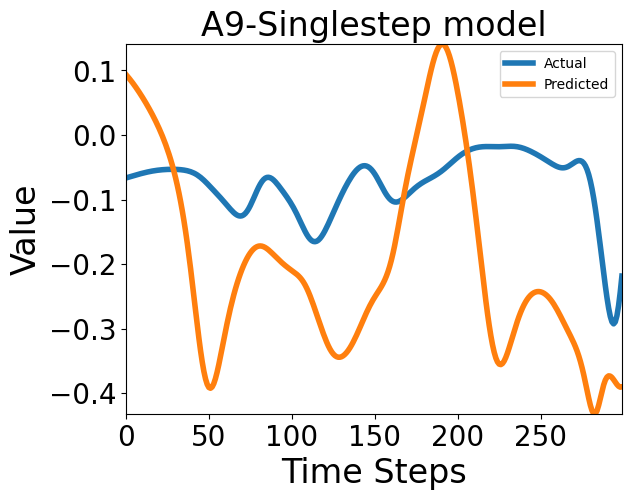 A9-Singlestep model
Actual
Predicted
Value
0.1
0.0
−0.1
−0.2
−0.3
−0.4
0 50 100 150 200 250
Time Steps